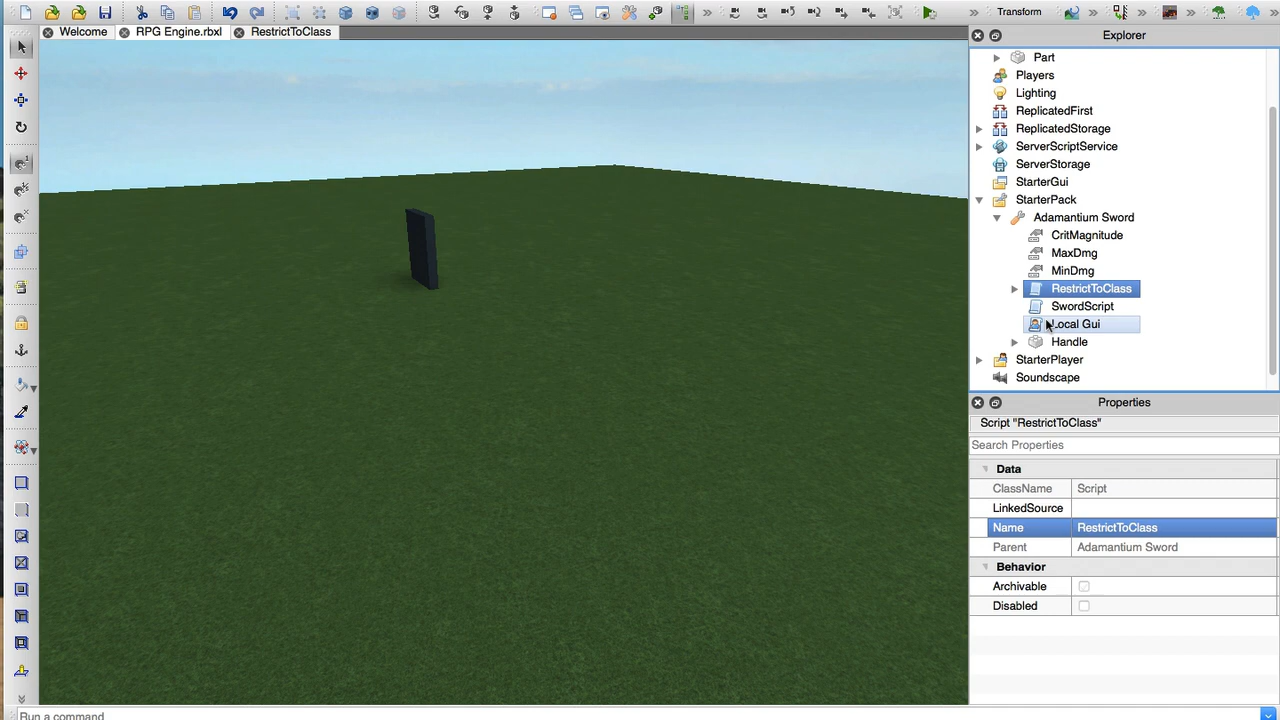 Transform
Welcome
RPG Engine.rbxl
RestrictToClass
Explorer
Part
Players
Lighting
ReplicatedFirst
ReplicatedStorage
ServerScriptService
ServerStorage
StarterGui
StarterPack
Adamantium Sword
CritMagnitude
MaxDmg
MinDmg
RestrictToClass
SwordScript
Local Gui
Handle
StarterPlayer
Soundscape
Properties
Script "RestrictToClass"
Search Properties
Data
ClassName Script
LinkedSource
Name RestrictToClass
Parent Adamantium Sword
Behavior
Archivable
Disabled
Run a command